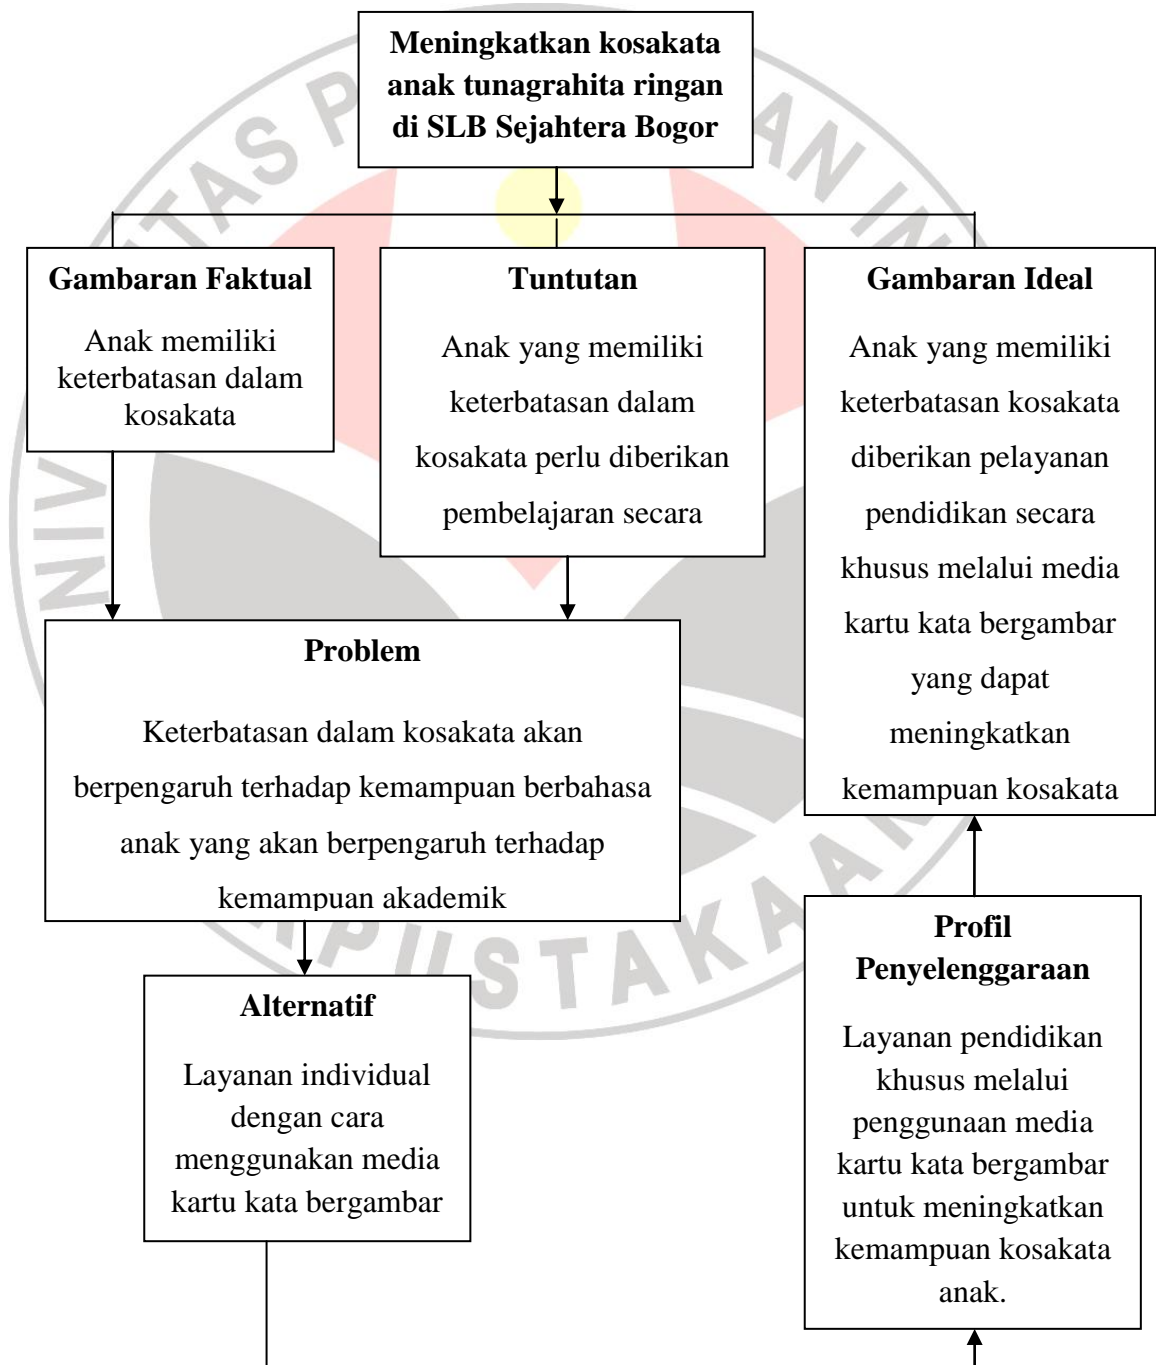 Meningkatkan kosakata
anak tunagrahita ringan
di SLB Sejahtera Bogor
Gambaran Faktual
Anak memiliki
keterbatasan dalam
kosakata
Tuntutan
Anak yang memiliki
keterbatasan dalam
kosakata perlu diberikan
pembelajaran secara
Gambaran Ideal
Anak yang memiliki
keterbatasan kosakata
diberikan pelayanan
pendidikan secara
khusus melalui media
kartu kata bergambar
yang dapat
meningkatkan
kemampuan kosakata
Problem
Keterbatasan dalam kosakata akan
berpengaruh terhadap kemampuan berbahasa
anak yang akan berpengaruh terhadap
kemampuan akademik
Alternatif
Layanan individual
dengan cara
menggunakan media
kartu kata bergambar
Profil
Penyelenggaraan
Layanan pendidikan
khusus melalui
penggunaan media
kartu kata bergambar
untuk meningkatkan
kemampuan kosakata
anak.